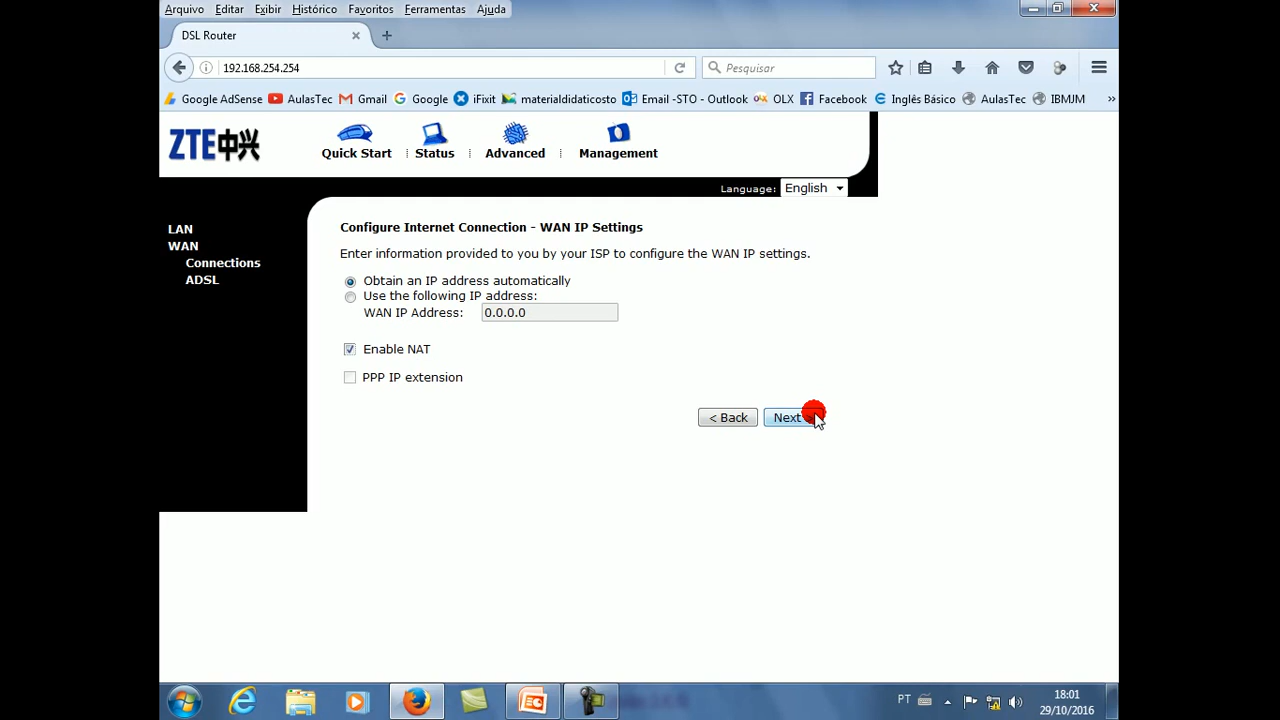 Arquivo Editar Exibir Histórico Favoritos Ferramentas Ajuda
DSL Router
192.168.254.254 Pesquisar
Google AdSense AulasTec Gmail Google iFixit materialdidaticosto Email -STO - Outlook OLX Facebook Inglês Básico AulasTec IBMJM »
ZTE中兴 Quick Start Status Advanced Management
Language: English
LAN
WAN
Connections
ADSL
Configure Internet Connection - WAN IP Settings
Enter information provided to you by your ISP to configure the WAN IP settings.
Obtain an IP address automatically
Use the following IP address:
WAN IP Address: 0.0.0.0
Enable NAT
PPP IP extension
< Back Next
PT 18:01
29/10/2016